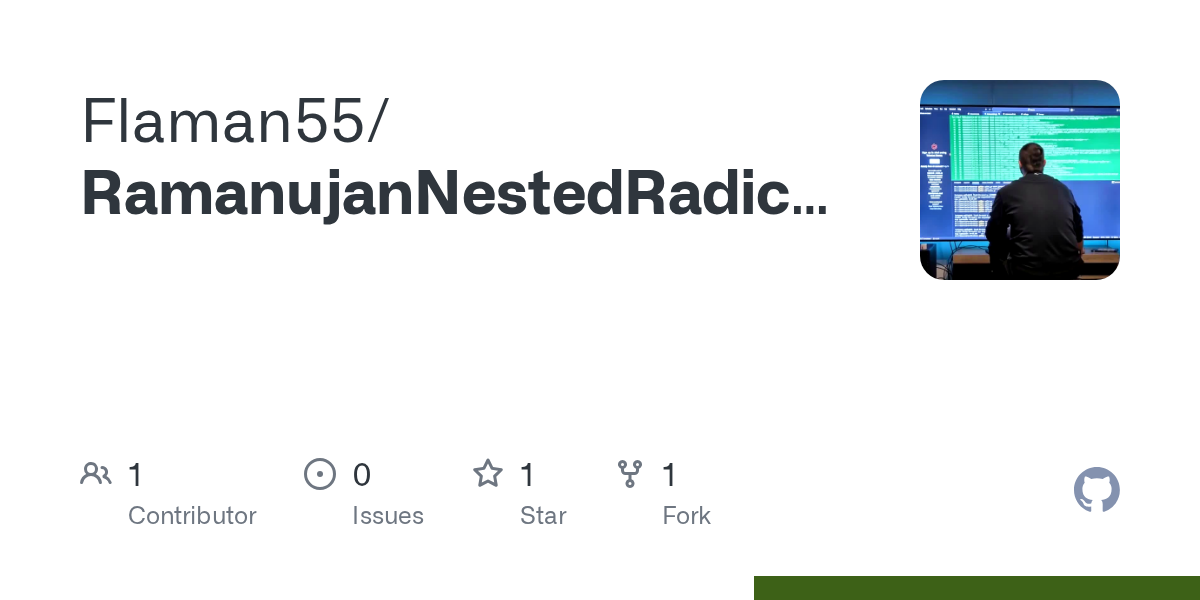 Flaman55/
RamanujanNestedRadic...
1
Contributor
0
Issues
1
Star
1
Fork